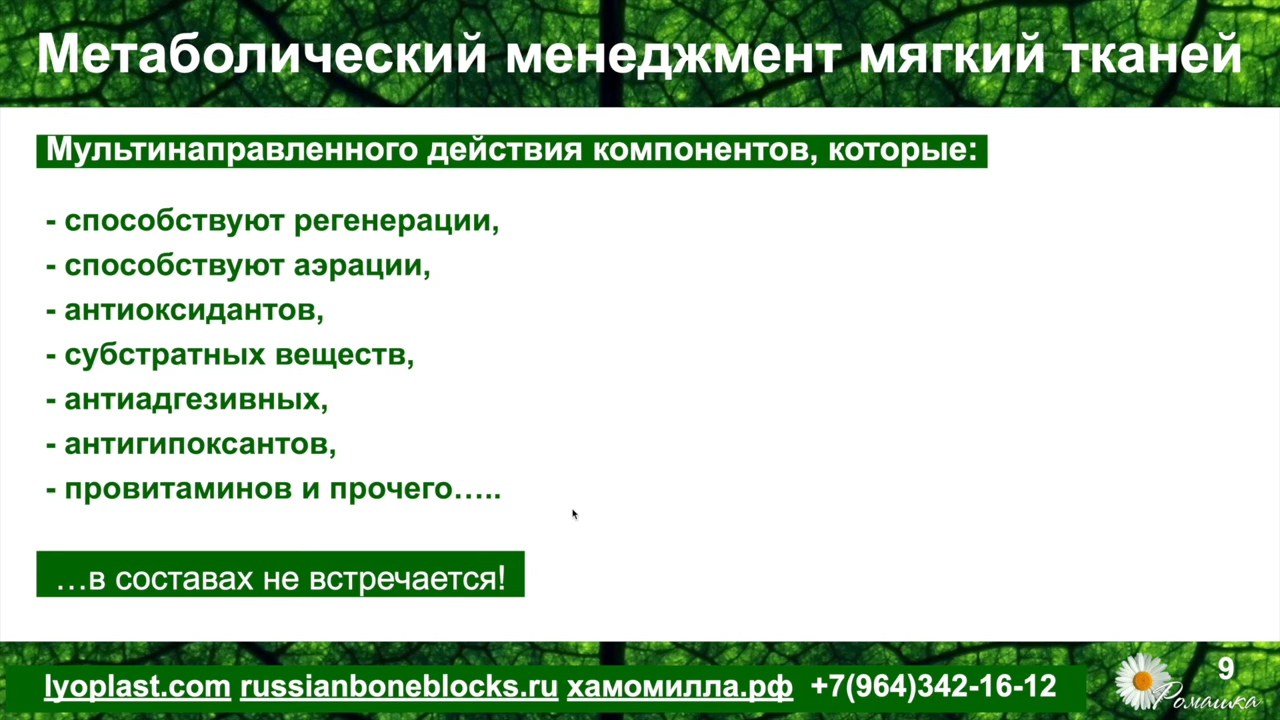 Метаболический менеджмент мягкий тканей
Мультинаправленного действия компонентов, которые:
- способствуют регенерации,
- способствуют аэрации,
- антиоксидантов,
- субстратных веществ,
- антиадгезивных,
- антигипоксантов,
- провитаминов и прочего…..
…в составах не встречается!
lyoplast.com russianboneblocks.ru хамомилла.рф +7(964)342-16-12
Ромашка
9